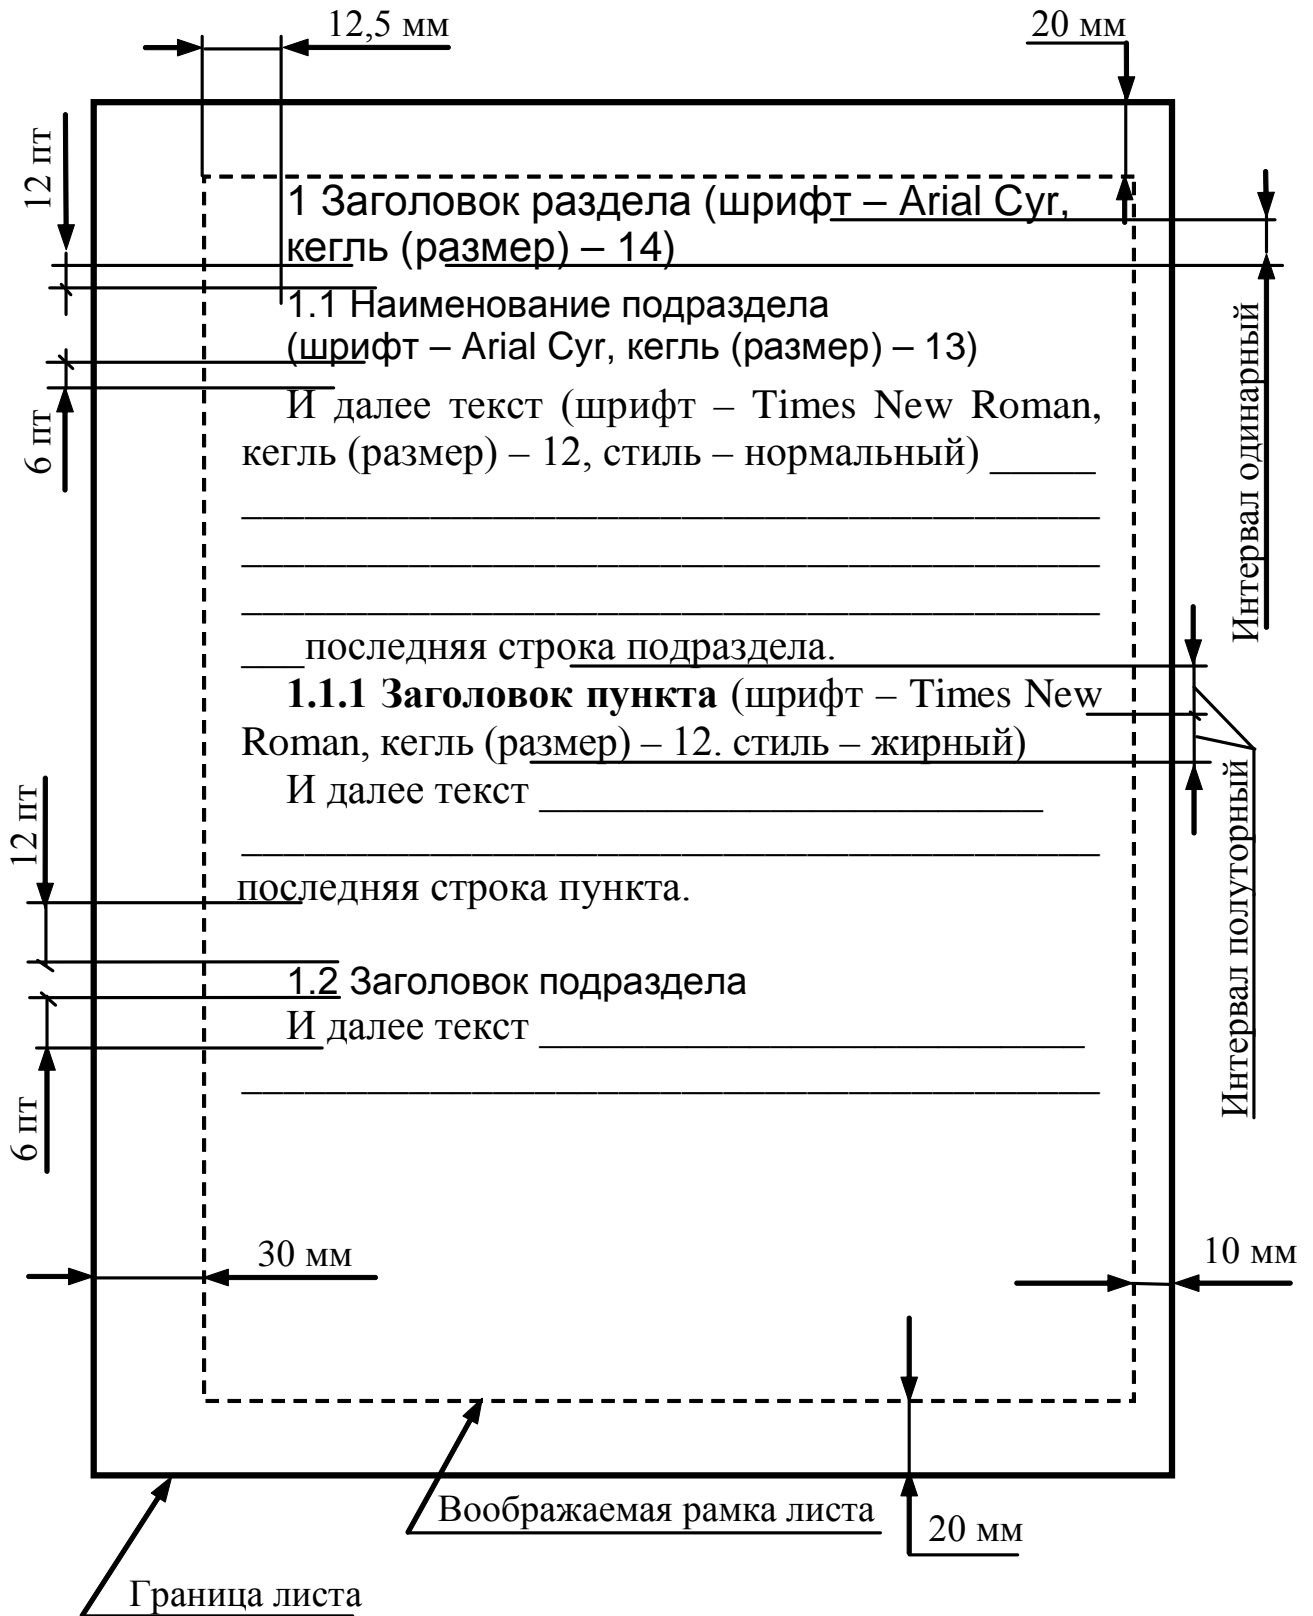 12,5 мм
20 мм
12 пт
1 Заголовок раздела (шрифт – Arial Cyr,
кегль (размер) – 14)
1.1 Наименование подраздела
(шрифт – Arial Cyr, кегль (размер) – 13)
6 пт
И далее текст (шрифт – Times New Roman,
кегль (размер) – 12, стиль – нормальный) _____
Интервал одинарный
___последняя строка подраздела.
1.1.1 Заголовок пункта (шрифт – Times New
Roman, кегль (размер) – 12. стиль – жирный)
И далее текст ________________________
12 пт
последняя строка пункта.
Интервал полуторный
1.2 Заголовок подраздела
И далее текст __________________________
6 пт
30 мм
10 мм
Воображаемая рамка листа
20 мм
Граница листа